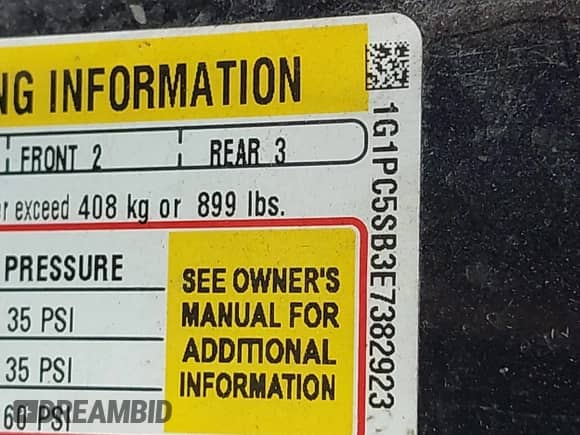 NG INFORMATION
FRONT 2 REAR 3
r exceed 408 kg or 899 lbs.
PRESSURE
35 PSI
35 PSI
60 PSI
SEE OWNER'S
MANUAL FOR
ADDITIONAL
INFORMATION
1G1PC5SB3E7382923
DREAMBID